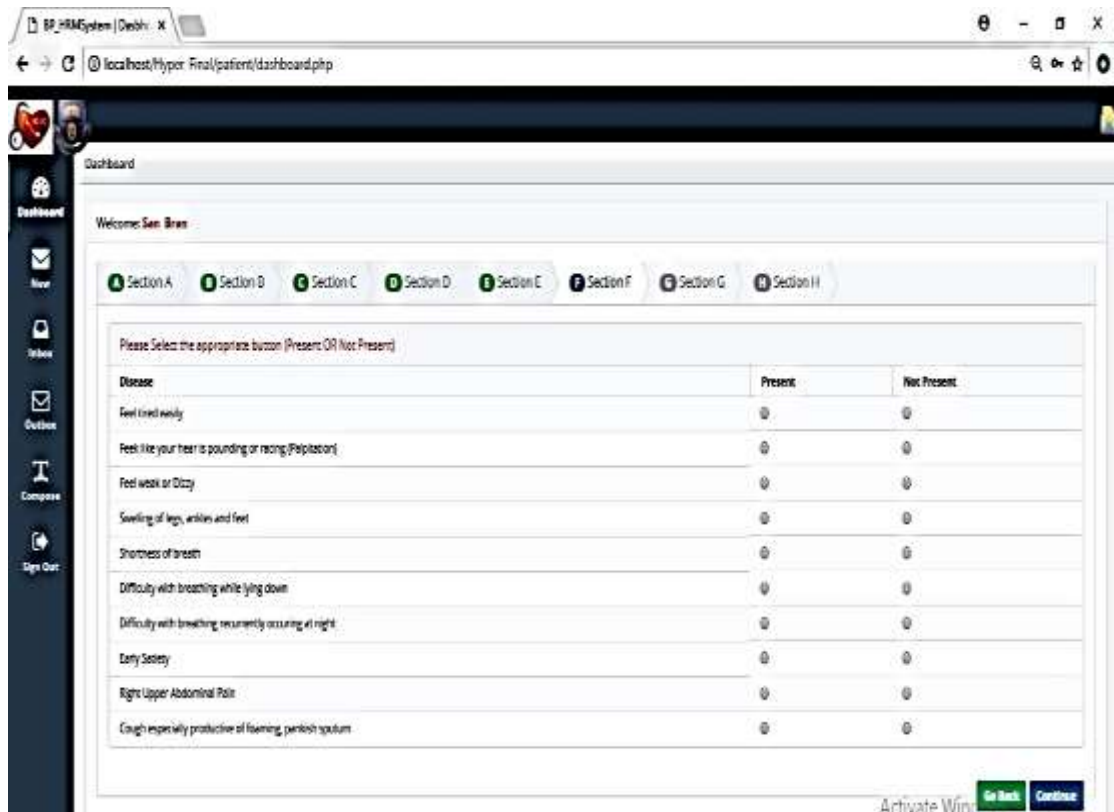 BP_HRMSystem | Dashb
localhost/Hyper Final/patient/dashboard.php
Dashboard
Dashboard
Welcome: San Bran
New
A Section A B Section B C Section C D Section D E Section E F Section F G Section G H Section H
Inbox
Please Select the appropriate button (Present OR Not Present)
Disease Present Not Present
Outbox
Feel tired easily
Feek like your hear is pounding or racing (Palpitation)
Feel weak or Dizzy
Compose
Swelling of legs, ankles and feet
Sign Out
Shortness of breath
Difficulty with breathing while lying down
Difficulty with breathing recurrently occuring at night
Early Satiety
Right Upper Abdominal Pain
Cough especially productive of foaming, penkish sputum
Go Back Continue
Activate Win